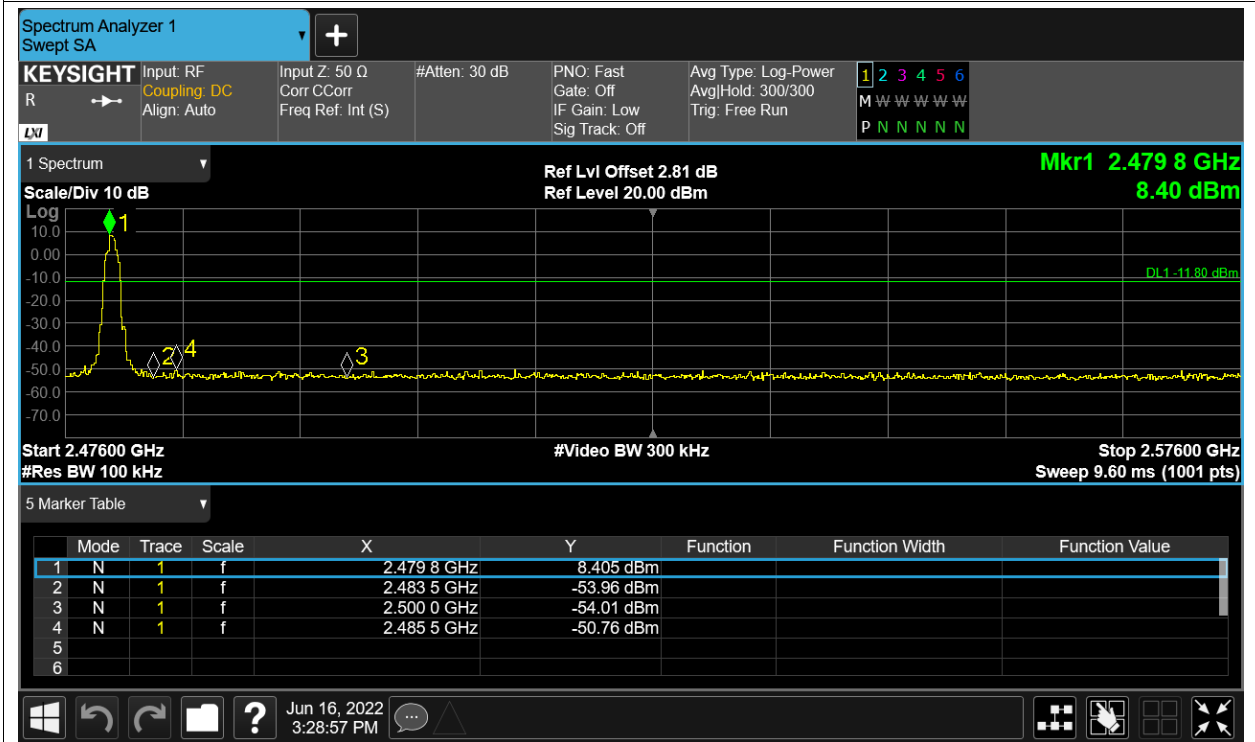 Spectrum Analyzer 1
Swept SA
+
KEYSIGHT
R
LXI
Input: RF
Coupling: DC
Align: Auto
Input Z: 50 Ω
Corr CCorr
Freq Ref: Int (S)
#Atten: 30 dB
PNO: Fast
Gate: Off
IF Gain: Low
Sig Track: Off
Avg Type: Log-Power
Avg|Hold: 300/300
Trig: Free Run
1 2 3 4 5 6
M W W W W W
P N N N N N
1 Spectrum
Scale/Div 10 dB
Ref Lvl Offset 2.81 dB
Ref Level 20.00 dBm
Mkr1 2.479 8 GHz
8.40 dBm
Log
10.0
0.00
-10.0
-20.0
-30.0
-40.0
-50.0
-60.0
-70.0
1
2
4
3
DL1 -11.80 dBm
Start 2.47600 GHz
#Res BW 100 kHz
#Video BW 300 kHz
Stop 2.57600 GHz
Sweep 9.60 ms (1001 pts)
5 Marker Table
Mode Trace Scale X Y Function Function Width Function Value
1 N 1 f 2.479 8 GHz 8.405 dBm
2 N 1 f 2.483 5 GHz -53.96 dBm
3 N 1 f 2.500 0 GHz -54.01 dBm
4 N 1 f 2.485 5 GHz -50.76 dBm
5
6
?
Jun 16, 2022
3:28:57 PM